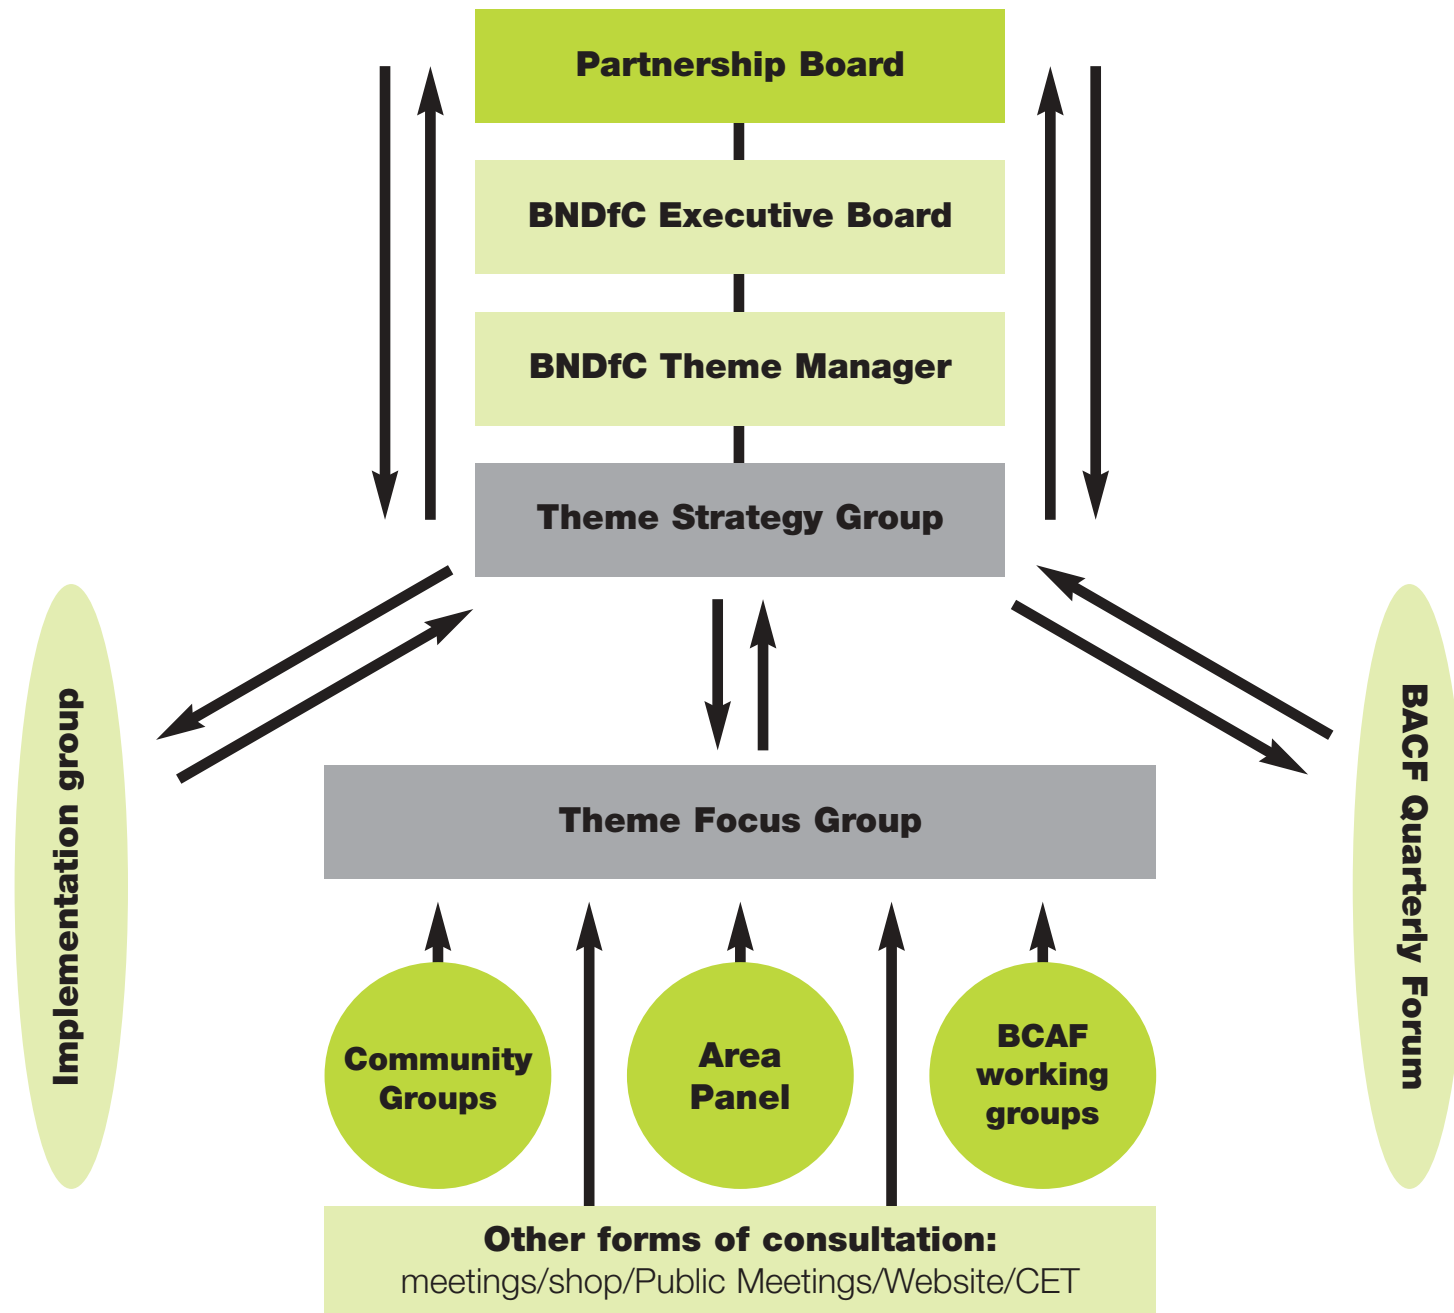 Partnership Board
BNDfC Executive Board
BNDfC Theme Manager
Theme Strategy Group
Implementation group
BACF Quarterly Forum
Theme Focus Group
Community
Groups
Area
Panel
BCAF
working
groups
Other forms of consultation:
meetings/shop/Public Meetings/Website/CET